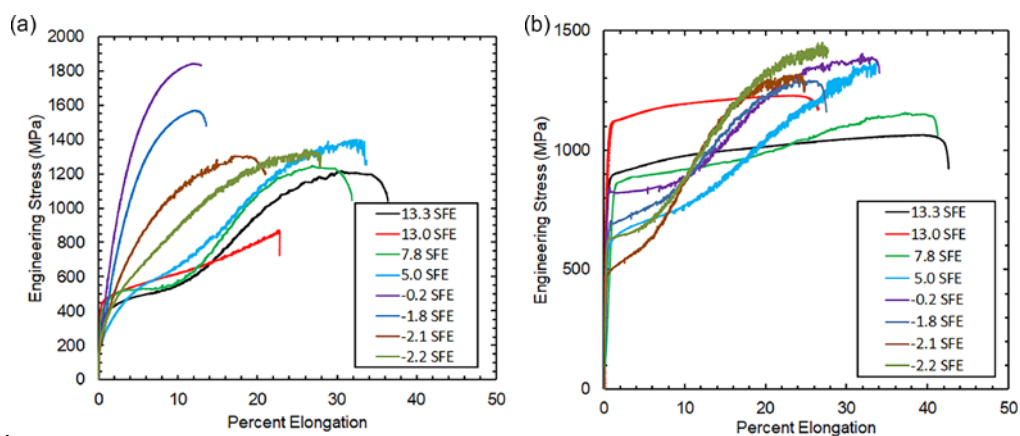 (a)
2000
1800
1600
1400
1200
1000
800
600
400
200
0
Engineering Stress (MPa)
0 10 20 30 40 50
Percent Elongation
13.3 SFE
13.0 SFE
7.8 SFE
5.0 SFE
-0.2 SFE
-1.8 SFE
-2.1 SFE
-2.2 SFE
(b)
1500
1000
500
0
Engineering Stress (MPa)
0 10 20 30 40 50
Percent Elongation
13.3 SFE
13.0 SFE
7.8 SFE
5.0 SFE
-0.2 SFE
-1.8 SFE
-2.1 SFE
-2.2 SFE